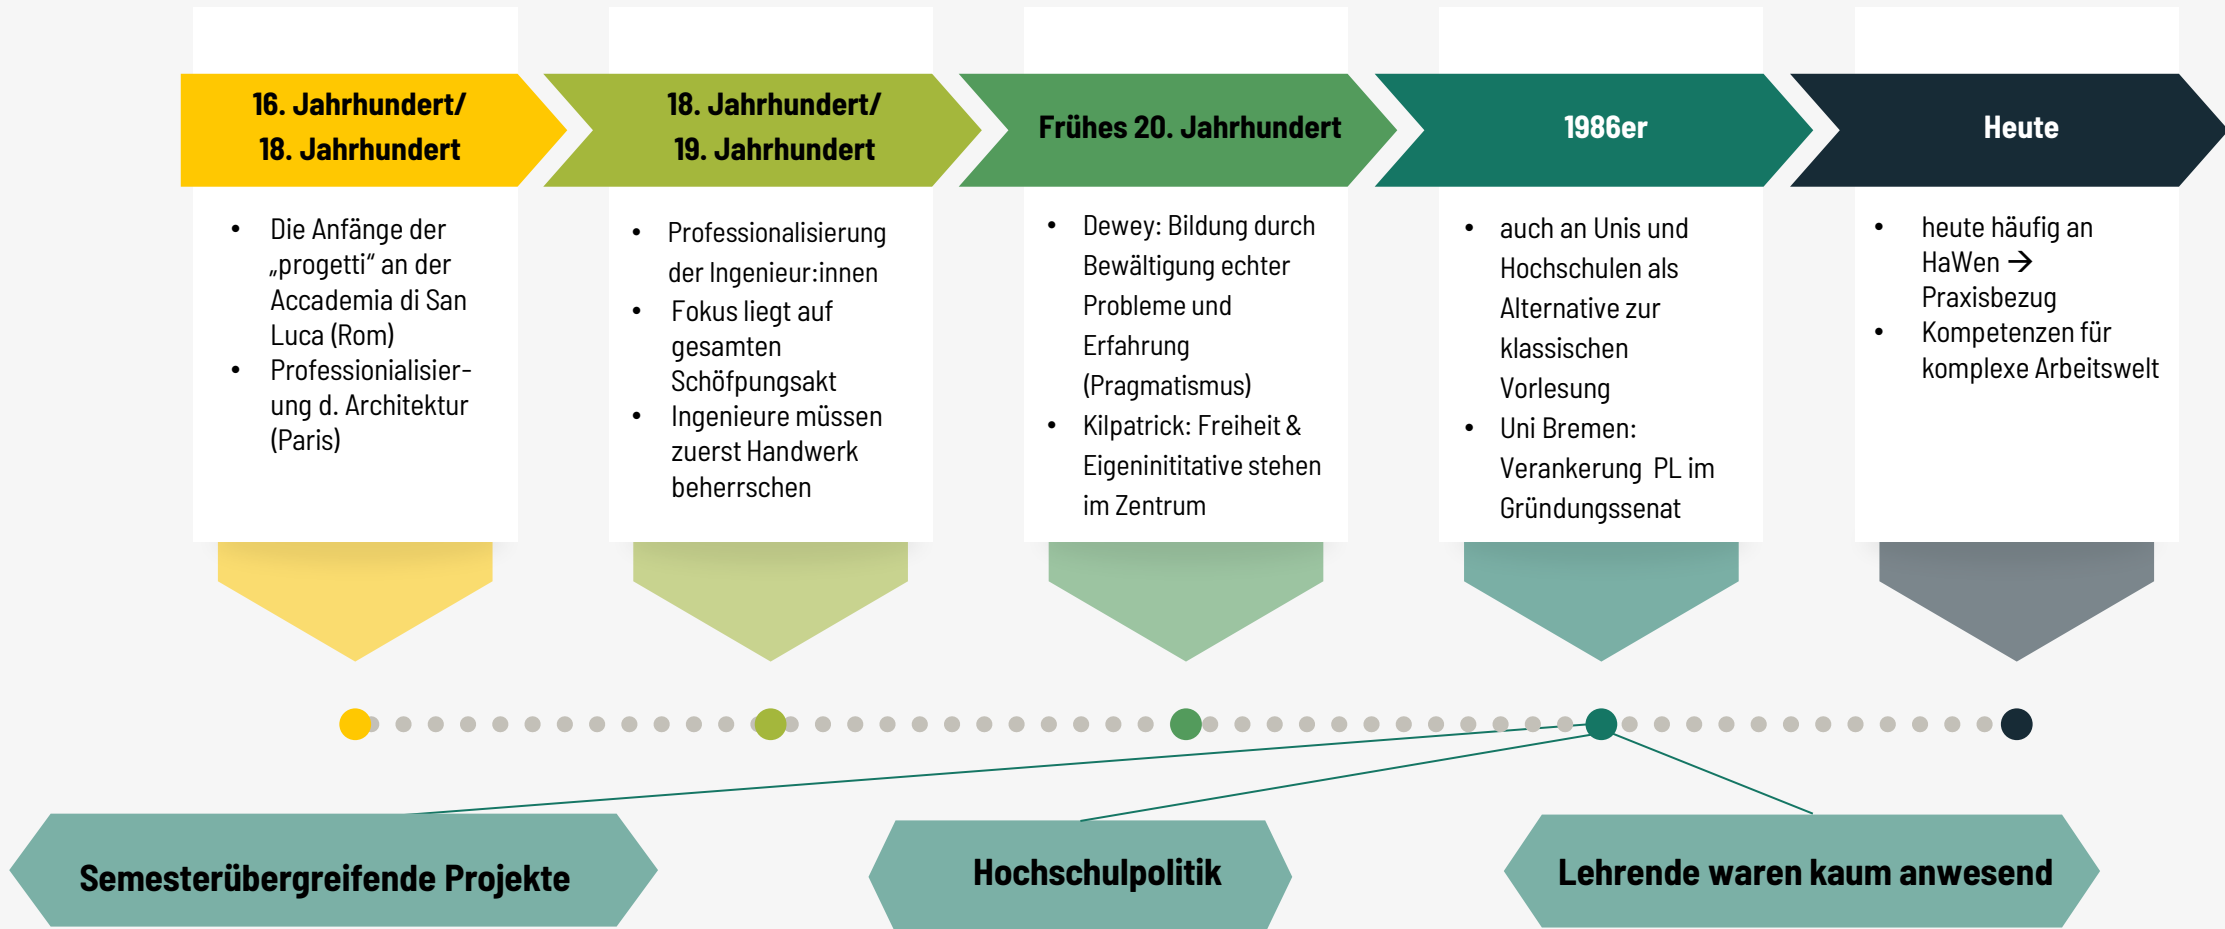 16. Jahrhundert/
18. Jahrhundert
• Die Anfänge der
„progetti“ an der
Accademia di San
Luca (Rom)
• Professionialisier-
ung d. Architektur
(Paris)
18. Jahrhundert/
19. Jahrhundert
• Professionalisierung
der Ingenieur:innen
• Fokus liegt auf
gesamten
Schöfpungsakt
• Ingenieure müssen
zuerst Handwerk
beherrschen
Frühes 20. Jahrhundert
• Dewey: Bildung durch
Bewältigung echter
Probleme und
Erfahrung
(Pragmatismus)
• Kilpatrick: Freiheit &
Eigeninititative stehen
im Zentrum
1986er
• auch an Unis und
Hochschulen als
Alternative zur
klassischen
Vorlesung
• Uni Bremen:
Verankerung PL im
Gründungssenat
Heute
• heute häufig an
HaWen →
Praxisbezug
• Kompetenzen für
komplexe Arbeitswelt
Semesterübergreifende Projekte
Hochschulpolitik
Lehrende waren kaum anwesend